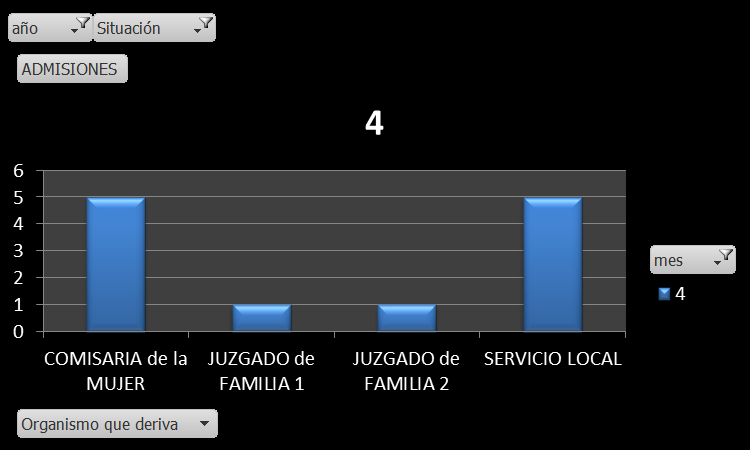 año
Situación
ADMISIONES
4
6
5
4
3
2
1
0
COMISARIA de la
MUJER
JUZGADO de
FAMILIA 1
JUZGADO de
FAMILIA 2
SERVICIO LOCAL
mes
4
Organismo que deriva